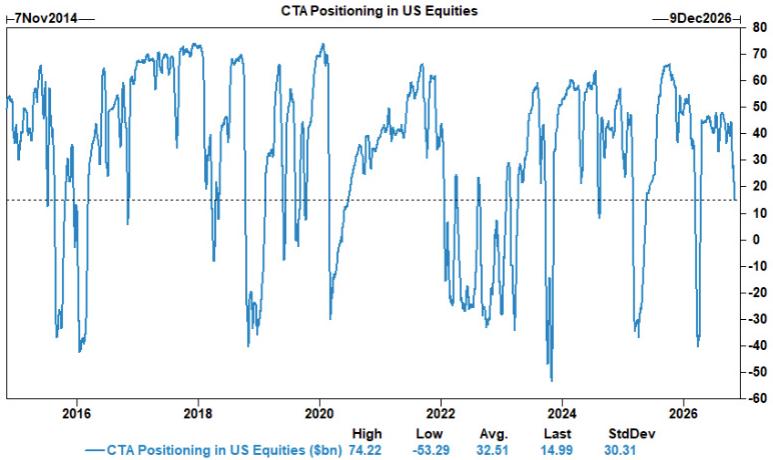 CTA Positioning in US Equities
7Nov2014
9Dec2026
80
70
60
50
40
30
20
10
0
-10
-20
-30
-40
-50
-60
2016 2018 2020 2022 2024 2026
High Low Avg. Last StdDev
CTA Positioning in US Equities ($bn) 74.22 -53.29 32.51 14.99 30.31